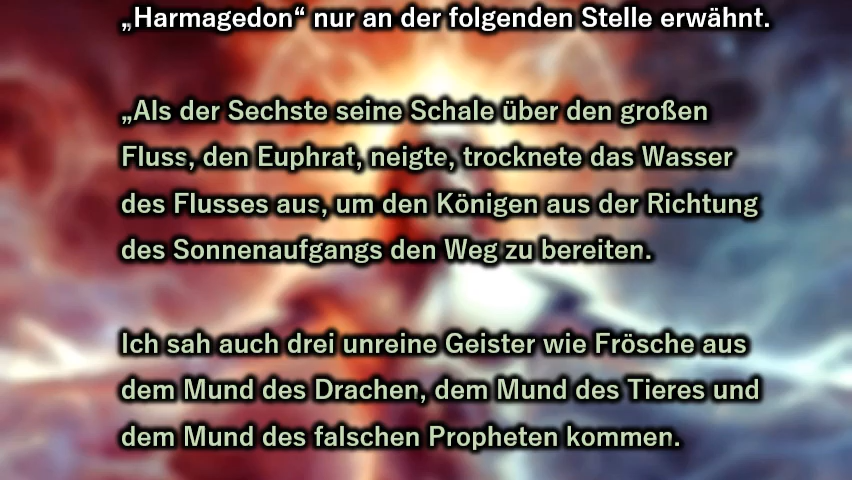 „Harmagedon“ nur an der folgenden Stelle erwähnt.
„Als der Sechste seine Schale über den großen
Fluss, den Euphrat, neigte, trocknete das Wasser
des Flusses aus, um den Königen aus der Richtung
des Sonnenaufgangs den Weg zu bereiten.
Ich sah auch drei unreine Geister wie Frösche aus
dem Mund des Drachen, dem Mund des Tieres und
dem Mund des falschen Propheten kommen.